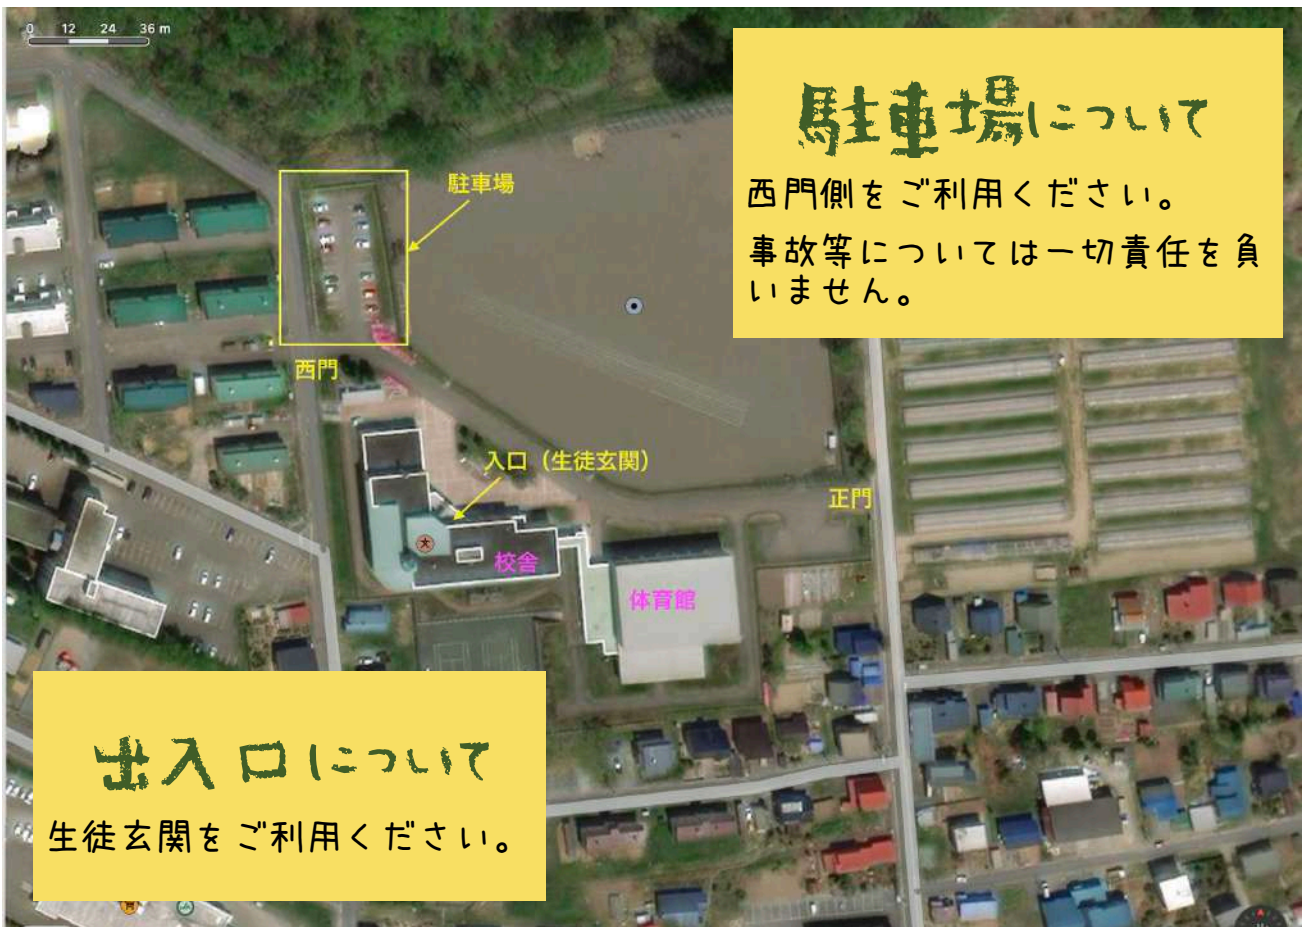 0 12 24 36 m
駐車場について
西門側をご利用ください。
事故等については一切責任を負
いません。
駐車場
西門
入口（生徒玄関）
正門
校舎
体育館
出入口について
生徒玄関をご利用ください。